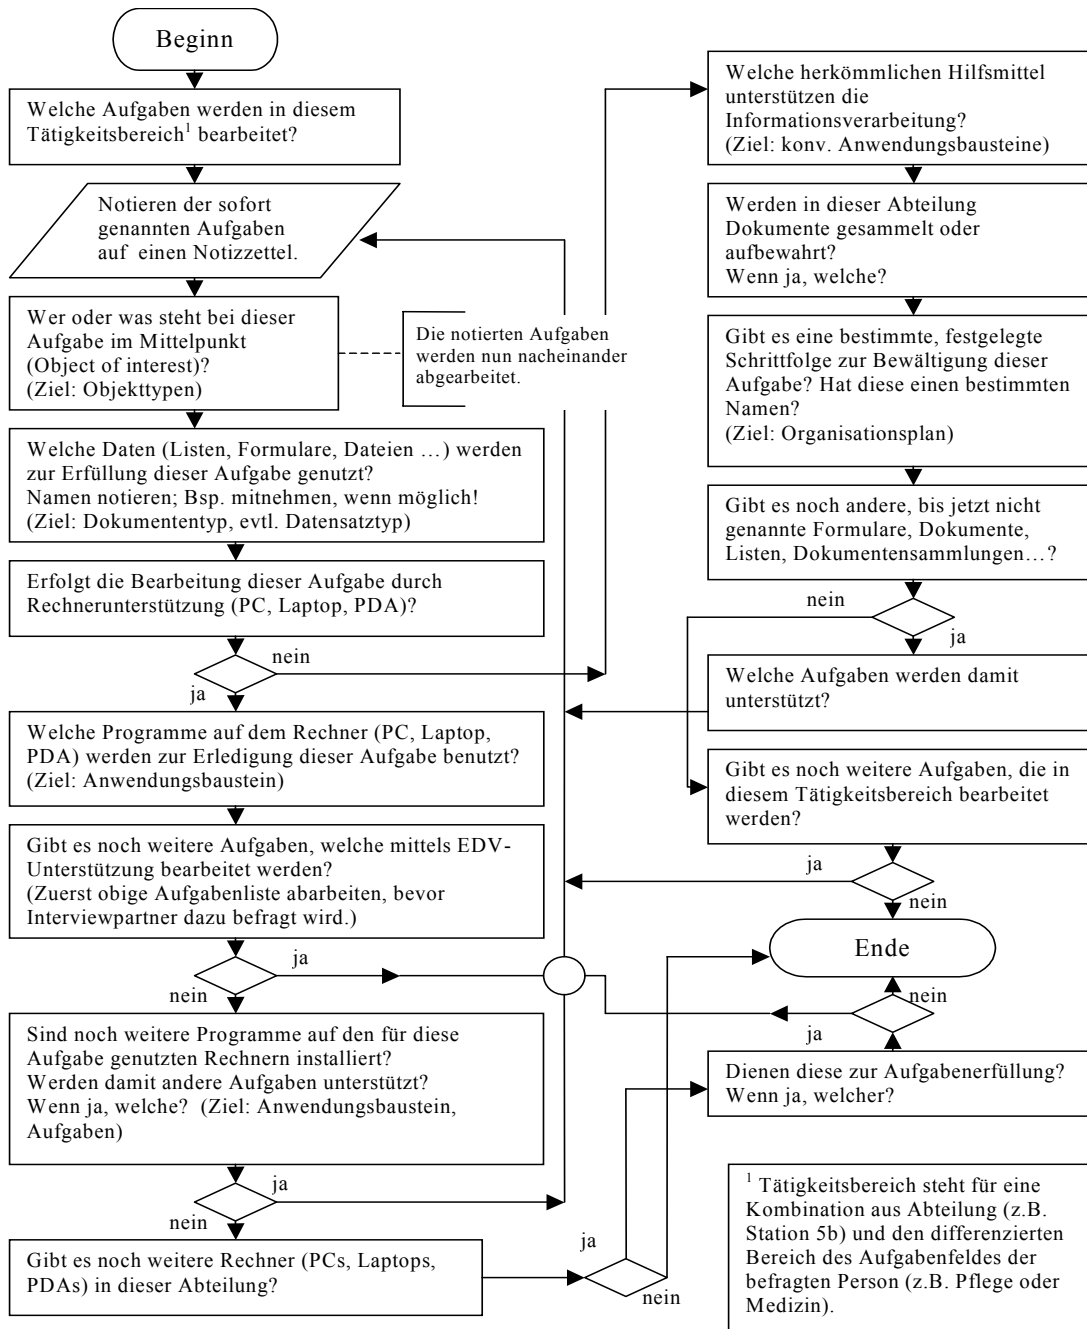 Beginn
Welche Aufgaben werden in diesem
Tätigkeitsbereich¹ bearbeitet?
Notieren der sofort
genannten Aufgaben
auf einen Notizzettel.
Wer oder was steht bei dieser
Aufgabe im Mittelpunkt
(Object of interest)?
(Ziel: Objekttypen)
Die notierten Aufgaben
werden nun nacheinander
abgearbeitet.
Welche Daten (Listen, Formulare, Dateien …) werden
zur Erfüllung dieser Aufgabe genutzt?
Namen notieren; Bsp. mitnehmen, wenn möglich!
(Ziel: Dokumententyp, evtl. Datensatztyp)
Erfolgt die Bearbeitung dieser Aufgabe durch
Rechnerunterstützung (PC, Laptop, PDA)?
nein
ja
Welche Programme auf dem Rechner (PC, Laptop,
PDA) werden zur Erledigung dieser Aufgabe benutzt?
(Ziel: Anwendungsbaustein)
Gibt es noch weitere Aufgaben, welche mittels EDV-
Unterstützung bearbeitet werden?
(Zuerst obige Aufgabenliste abarbeiten, bevor
Interviewpartner dazu befragt wird.)
ja
nein
Sind noch weitere Programme auf den für diese
Aufgabe genutzten Rechnern installiert?
Werden damit andere Aufgaben unterstützt?
Wenn ja, welche? (Ziel: Anwendungsbaustein,
Aufgaben)
ja
nein
Gibt es noch weitere Rechner (PCs, Laptops,
PDAs) in dieser Abteilung?
ja
nein
Welche herkömmlichen Hilfsmittel
unterstützen die
Informationsverarbeitung?
(Ziel: konv. Anwendungsbausteine)
Werden in dieser Abteilung
Dokumente gesammelt oder
aufbewahrt?
Wenn ja, welche?
Gibt es eine bestimmte, festgelegte
Schrittfolge zur Bewältigung dieser
Aufgabe? Hat diese einen bestimmten
Namen?
(Ziel: Organisationsplan)
Gibt es noch andere, bis jetzt nicht
genannte Formulare, Dokumente,
Listen, Dokumentensammlungen…?
nein
ja
Welche Aufgaben werden damit
unterstützt?
Gibt es noch weitere Aufgaben, die in
diesem Tätigkeitsbereich bearbeitet
werden?
ja
nein
Ende
nein
ja
Dienen diese zur Aufgabenerfüllung?
Wenn ja, welcher?
¹ Tätigkeitsbereich steht für eine
Kombination aus Abteilung (z.B.
Station 5b) und den differenzierten
Bereich des Aufgabenfeldes der
befragten Person (z.B. Pflege oder
Medizin).